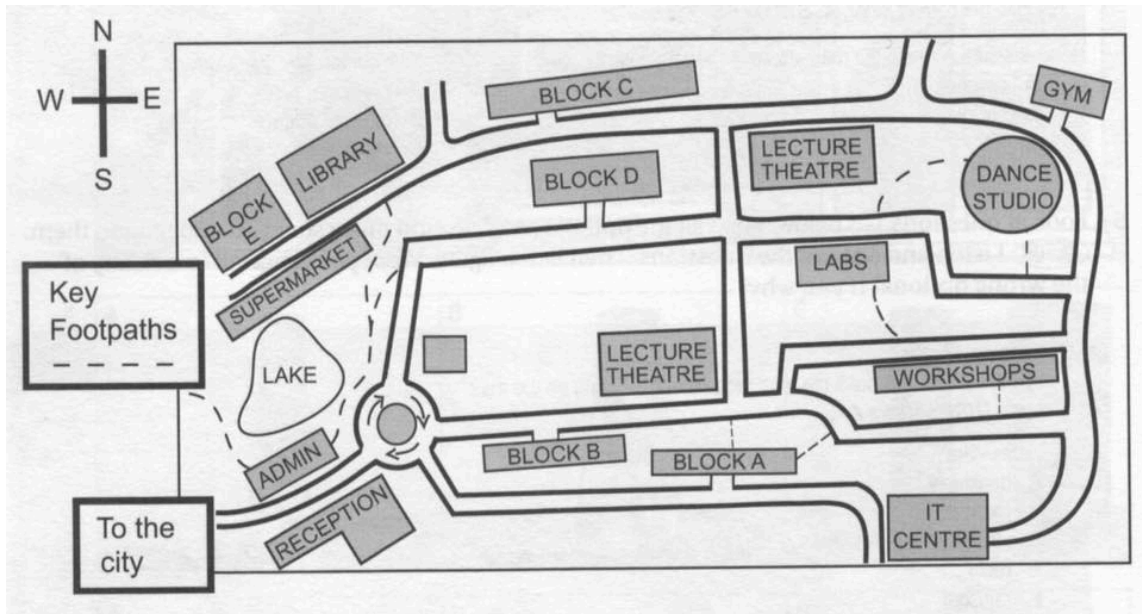 N
W E
S
BLOCK C
GYM
LIBRARY
LECTURE
THEATRE
BLOCK D
DANCE
STUDIO
BLOCK
E
SUPERMARKET
LABS
Key
Footpaths
LAKE
LECTURE
THEATRE
WORKSHOPS
ADMIN
BLOCK B
BLOCK A
RECEPTION
IT
CENTRE
To the
city